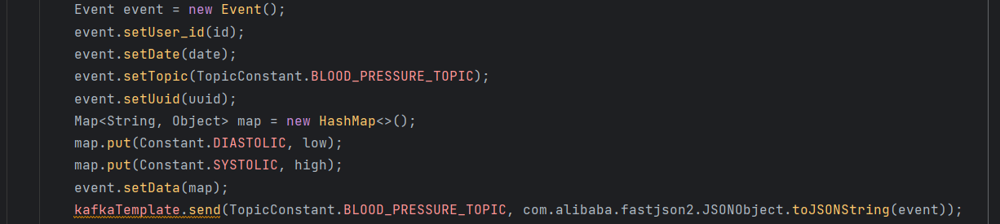 Event event = new Event();
event.setUser_id(id);
event.setDate(date);
event.setTopic(TopicConstant.BLOOD_PRESSURE_TOPIC);
event.setUuid(uuid);
Map<String, Object> map = new HashMap<>();
map.put(Constant.DIASTOLIC, low);
map.put(Constant.SYSTOLIC, high);
event.setData(map);
kafkaTemplate.send(TopicConstant.BLOOD_PRESSURE_TOPIC, com.alibaba.fastjson2.JSONObject.toJSONString(event));